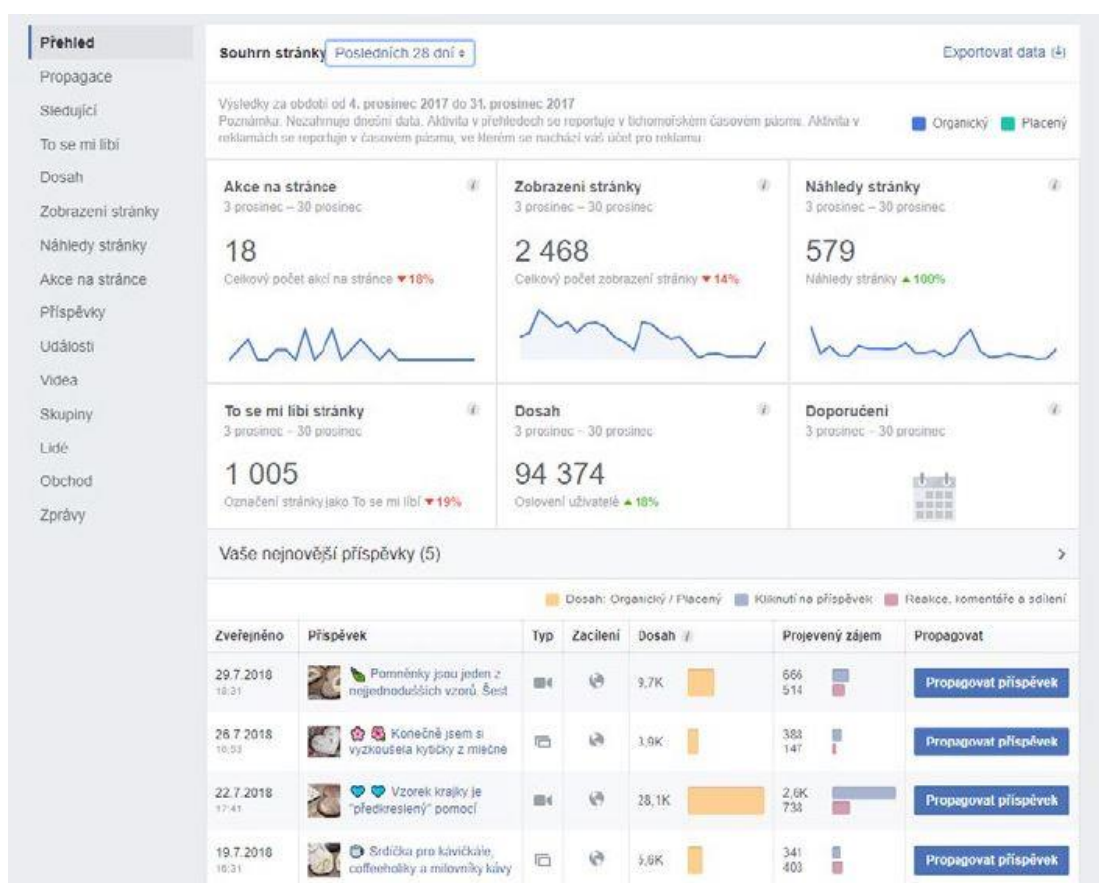 Přehled
Propagace
Sledující
To se mi líbí
Dosah
Zobrazení stránky
Náhledy stránky
Akce na stránce
Příspěvky
Události
Videa
Skupiny
Lidé
Obchod
Zprávy
Souhrn stránky Posledních 28 dní
Exportovat data
Výsledky za období od 4. prosinec 2017 do 31. prosinec 2017
Poznámka: Nezahrnuje dnešní data. Aktivita v přehledech se reportuje v tichomořském časovém pásmu. Aktivita v
reklamách se reportuje v časovém pásmu, ve kterém se nachází váš účet pro reklamu.
Organický Placený
Akce na stránce
3 prosinec – 30 prosinec
18
Celkový počet akcí na stránce ▼18%
Zobrazení stránky
3 prosinec – 30 prosinec
2 468
Celkový počet zobrazení stránky ▼14%
Náhledy stránky
3 prosinec – 30 prosinec
579
Náhledy stránky ▲100%
To se mi líbí stránky
3 prosinec – 30 prosinec
1 005
Označení stránky jako To se mi líbí ▼19%
Dosah
3 prosinec – 30 prosinec
94 374
Oslovení uživatelé ▲18%
Doporučení
3 prosinec – 30 prosinec
Vaše nejnovější příspěvky (5)
Dosah: Organický / Placený Kliknutí na příspěvek Reakce, komentáře a sdílení
Zveřejněno Příspěvek Typ Zacílení Dosah Projevený zájem Propagovat
29.7.2018 Pomněnky jsou jeden z 9,7K 666 Propagovat příspěvek
18:31 nejjednodušších vzorů. Šest 514
26.7.2018 Konečně jsem si 3,9K 383 Propagovat příspěvek
vyzkoušela kytičky z mléčné 147
22.7.2018 Vzorek krajky je 28,1K 2,6K Propagovat příspěvek
17:41 "předkreslený" pomocí 738
19.7.2018 Srdíčka pro kávičkáře, 5,6K 341 Propagovat příspěvek
16:31 coffeeholiky a milovníky kávy 403